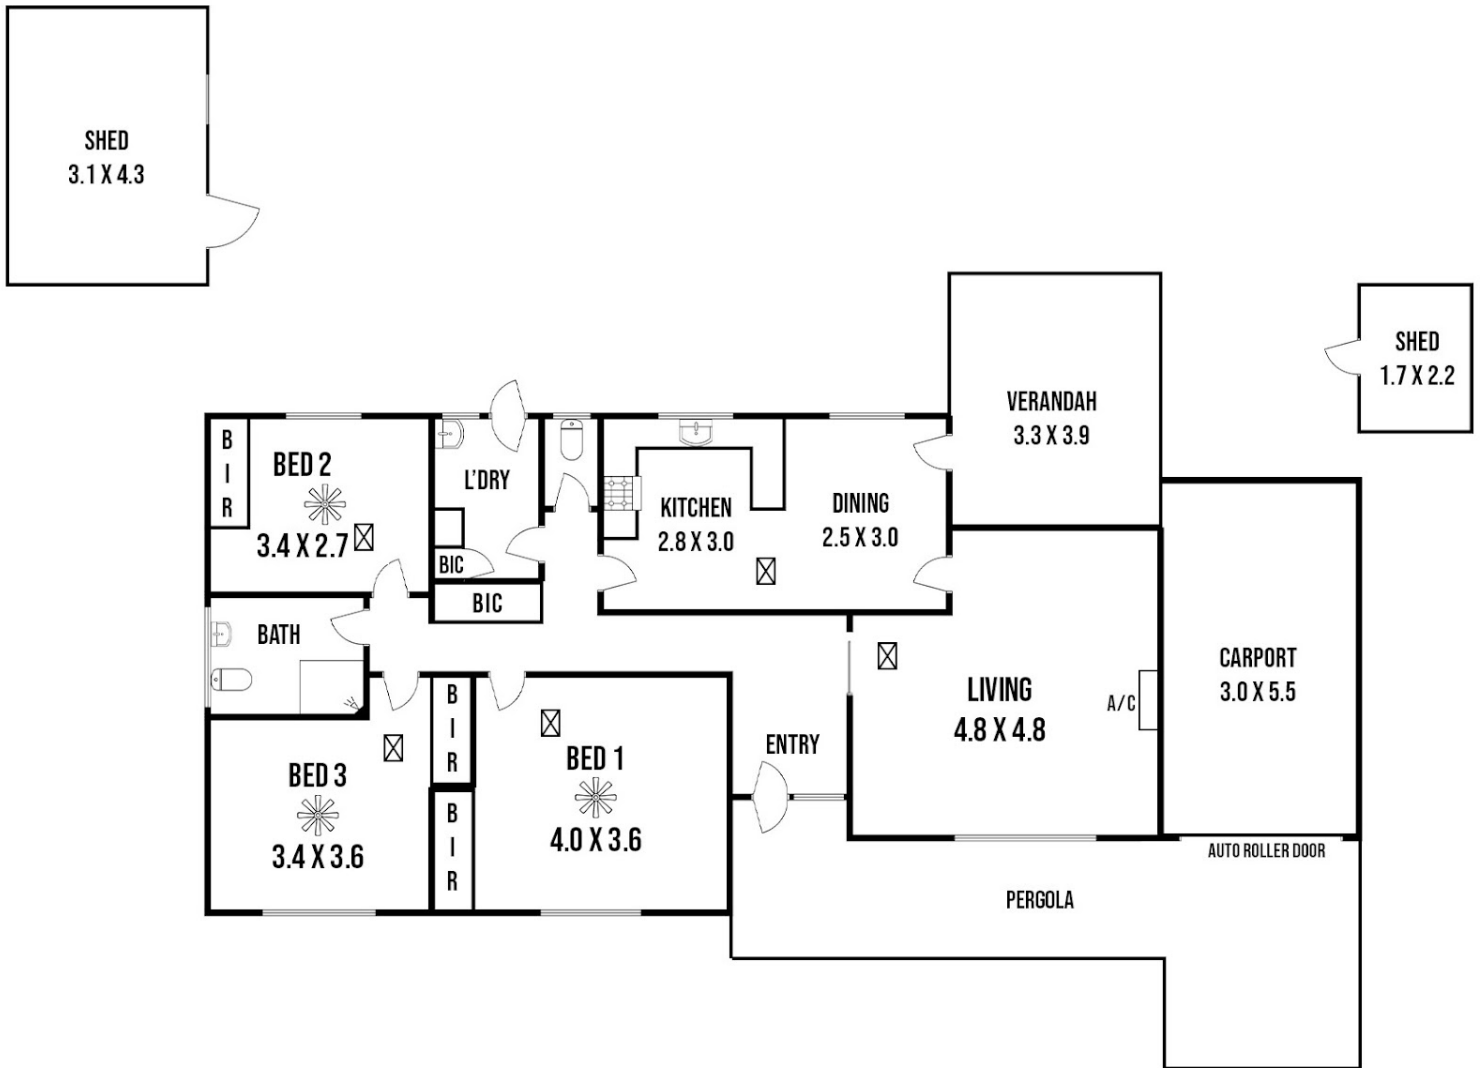 SHED
3.1 X 4.3
SHED
1.7 X 2.2
VERANDAH
3.3 X 3.9
B
I
R
BED 2
3.4 X 2.7
L'DRY
BIC
BIC
KITCHEN
2.8 X 3.0
DINING
2.5 X 3.0
BATH
CARPORT
3.0 X 5.5
LIVING
4.8 X 4.8
A/C
B
I
R
ENTRY
BED 1
4.0 X 3.6
BED 3
3.4 X 3.6
B
I
R
AUTO ROLLER DOOR
PERGOLA